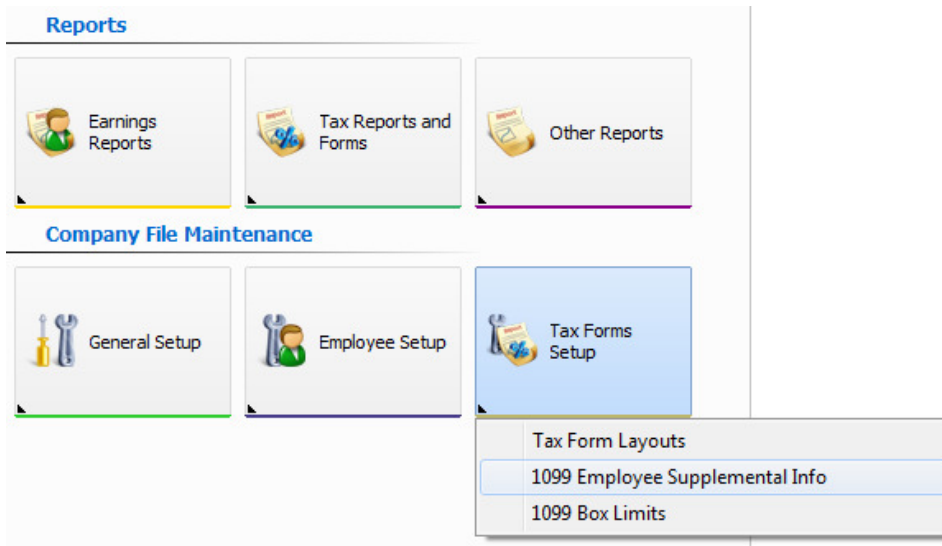 Reports
Earnings
Reports
Tax Reports and
Forms
Other Reports
Company File Maintenance
General Setup
Employee Setup
Tax Forms
Setup
Tax Form Layouts
1099 Employee Supplemental Info
1099 Box Limits